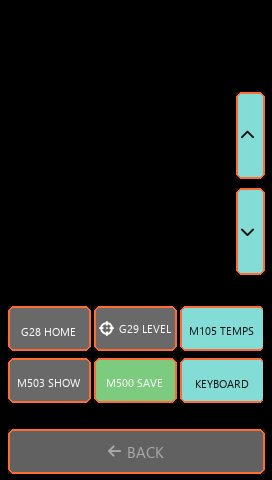 G28 HOME
G29 LEVEL
M105 TEMPS
M503 SHOW
M500 SAVE
KEYBOARD
BACK